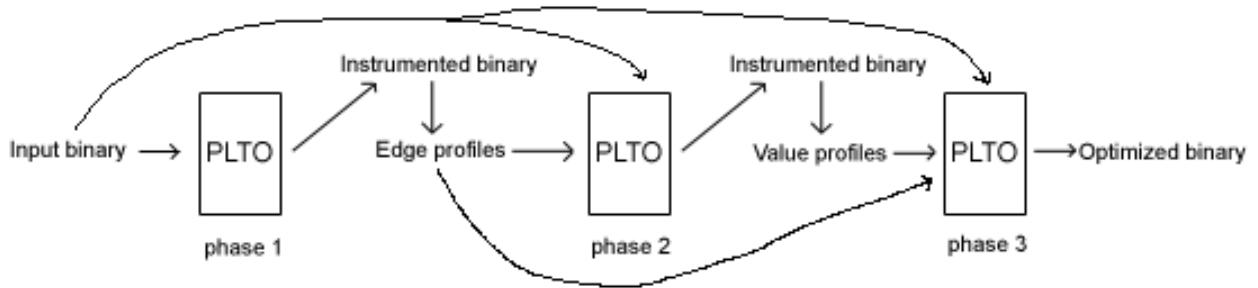 Instrumented binary
Instrumented binary
Input binary
PLTO
Edge profiles
PLTO
Value profiles
PLTO
Optimized binary
phase 1
phase 2
phase 3